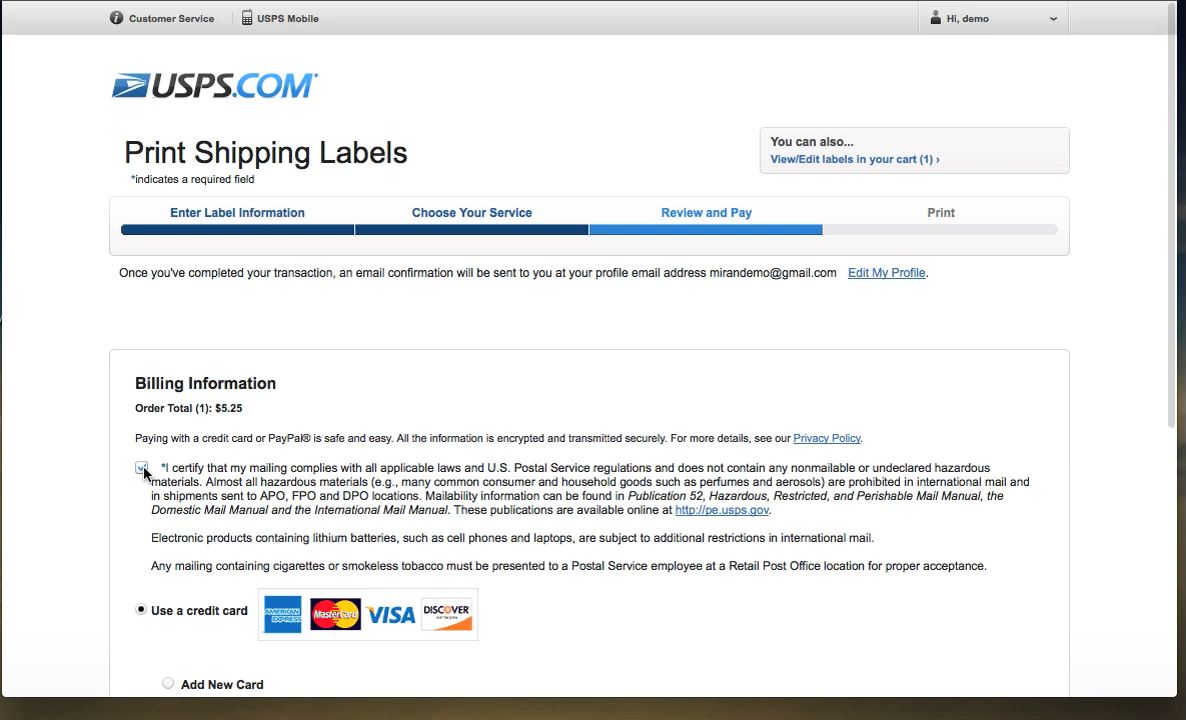 Customer Service
USPS Mobile
Hi, demo
USPS.COM®
Print Shipping Labels
*indicates a required field
You can also...
View/Edit labels in your cart (1) ›
Enter Label Information
Choose Your Service
Review and Pay
Print
Once you've completed your transaction, an email confirmation will be sent to you at your profile email address mirandemo@gmail.com Edit My Profile.
Billing Information
Order Total (1): $5.25
Paying with a credit card or PayPal® is safe and easy. All the information is encrypted and transmitted securely. For more details, see our Privacy Policy.
*I certify that my mailing complies with all applicable laws and U.S. Postal Service regulations and does not contain any nonmailable or undeclared hazardous
materials. Almost all hazardous materials (e.g., many common consumer and household goods such as perfumes and aerosols) are prohibited in international mail and
in shipments sent to APO, FPO and DPO locations. Mailability information can be found in Publication 52, Hazardous, Restricted, and Perishable Mail Manual, the
Domestic Mail Manual and the International Mail Manual. These publications are available online at http://pe.usps.gov.
Electronic products containing lithium batteries, such as cell phones and laptops, are subject to additional restrictions in international mail.
Any mailing containing cigarettes or smokeless tobacco must be presented to a Postal Service employee at a Retail Post Office location for proper acceptance.
Use a credit card
AMERICAN EXPRESS
MasterCard
VISA
DISCOVER
NETWORK
Add New Card